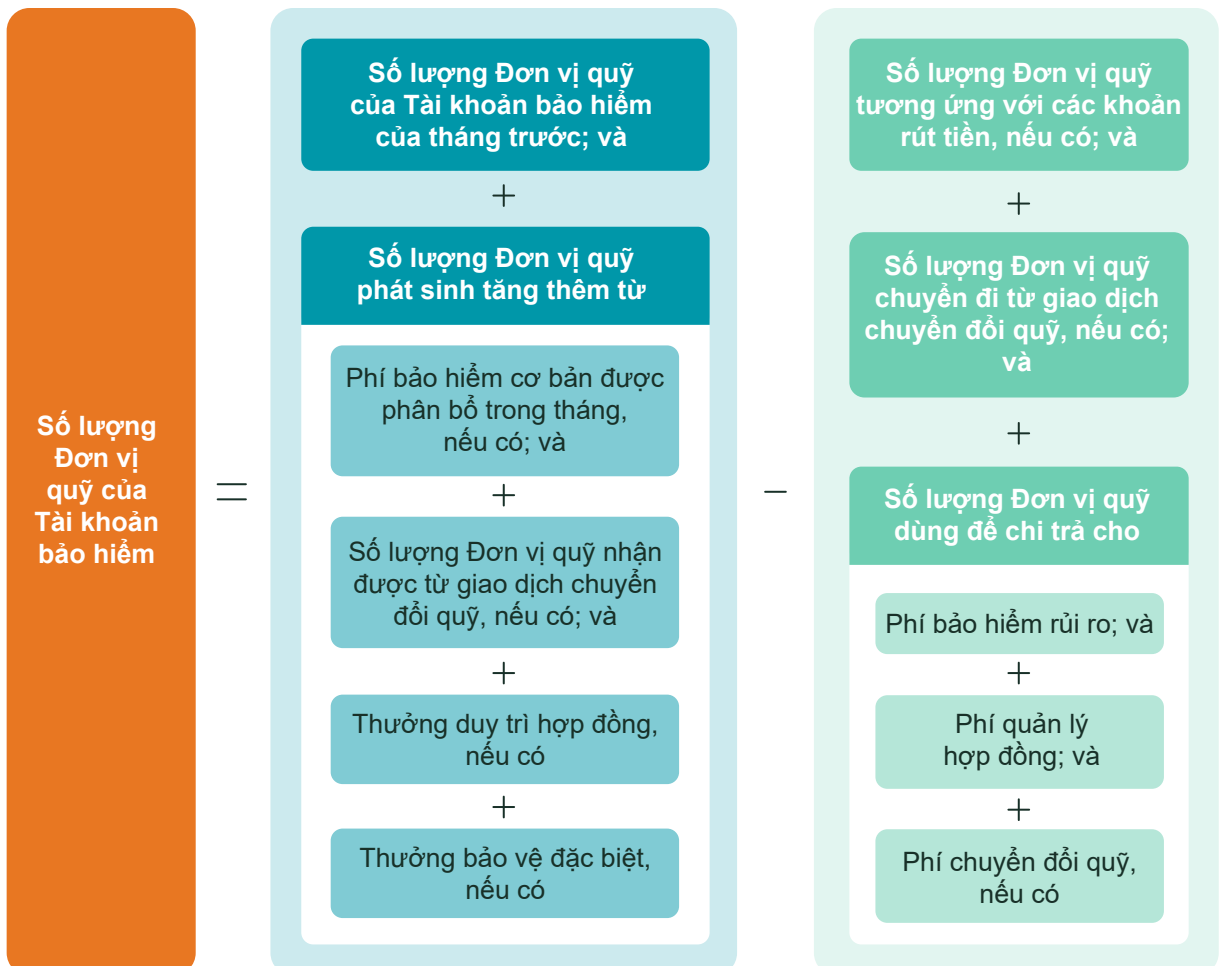 Số lượng
Đơn vị
quỹ của
Tài khoản
bảo hiểm
=
Số lượng Đơn vị quỹ
của Tài khoản bảo hiểm
của tháng trước; và
+
Số lượng Đơn vị quỹ
phát sinh tăng thêm từ
Phí bảo hiểm cơ bản được
phân bổ trong tháng,
nếu có; và
+
Số lượng Đơn vị quỹ nhận
được từ giao dịch chuyển
đổi quỹ, nếu có; và
+
Thưởng duy trì hợp đồng,
nếu có
+
Thưởng bảo vệ đặc biệt,
nếu có
−
Số lượng Đơn vị quỹ
tương ứng với các khoản
rút tiền, nếu có; và
+
Số lượng Đơn vị quỹ
chuyển đi từ giao dịch
chuyển đổi quỹ, nếu có;
và
+
Số lượng Đơn vị quỹ
dùng để chi trả cho
Phí bảo hiểm rủi ro; và
+
Phí quản lý
hợp đồng; và
+
Phí chuyển đổi quỹ,
nếu có